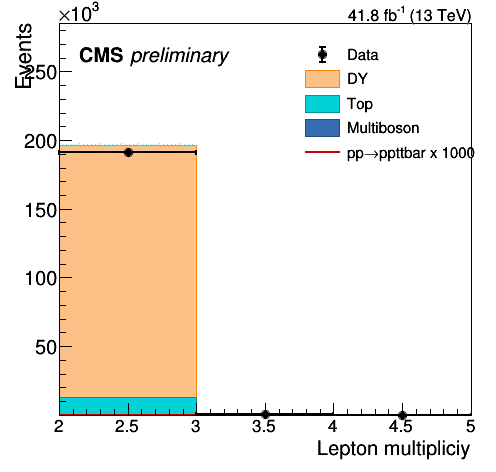 ×10³
41.8 fb⁻¹ (13 TeV)
Events
CMS preliminary
Data
DY
Top
Multiboson
pp→ppttbar x 1000
250
200
150
100
50
2 2.5 3 3.5 4 4.5 5
Lepton multipliciy